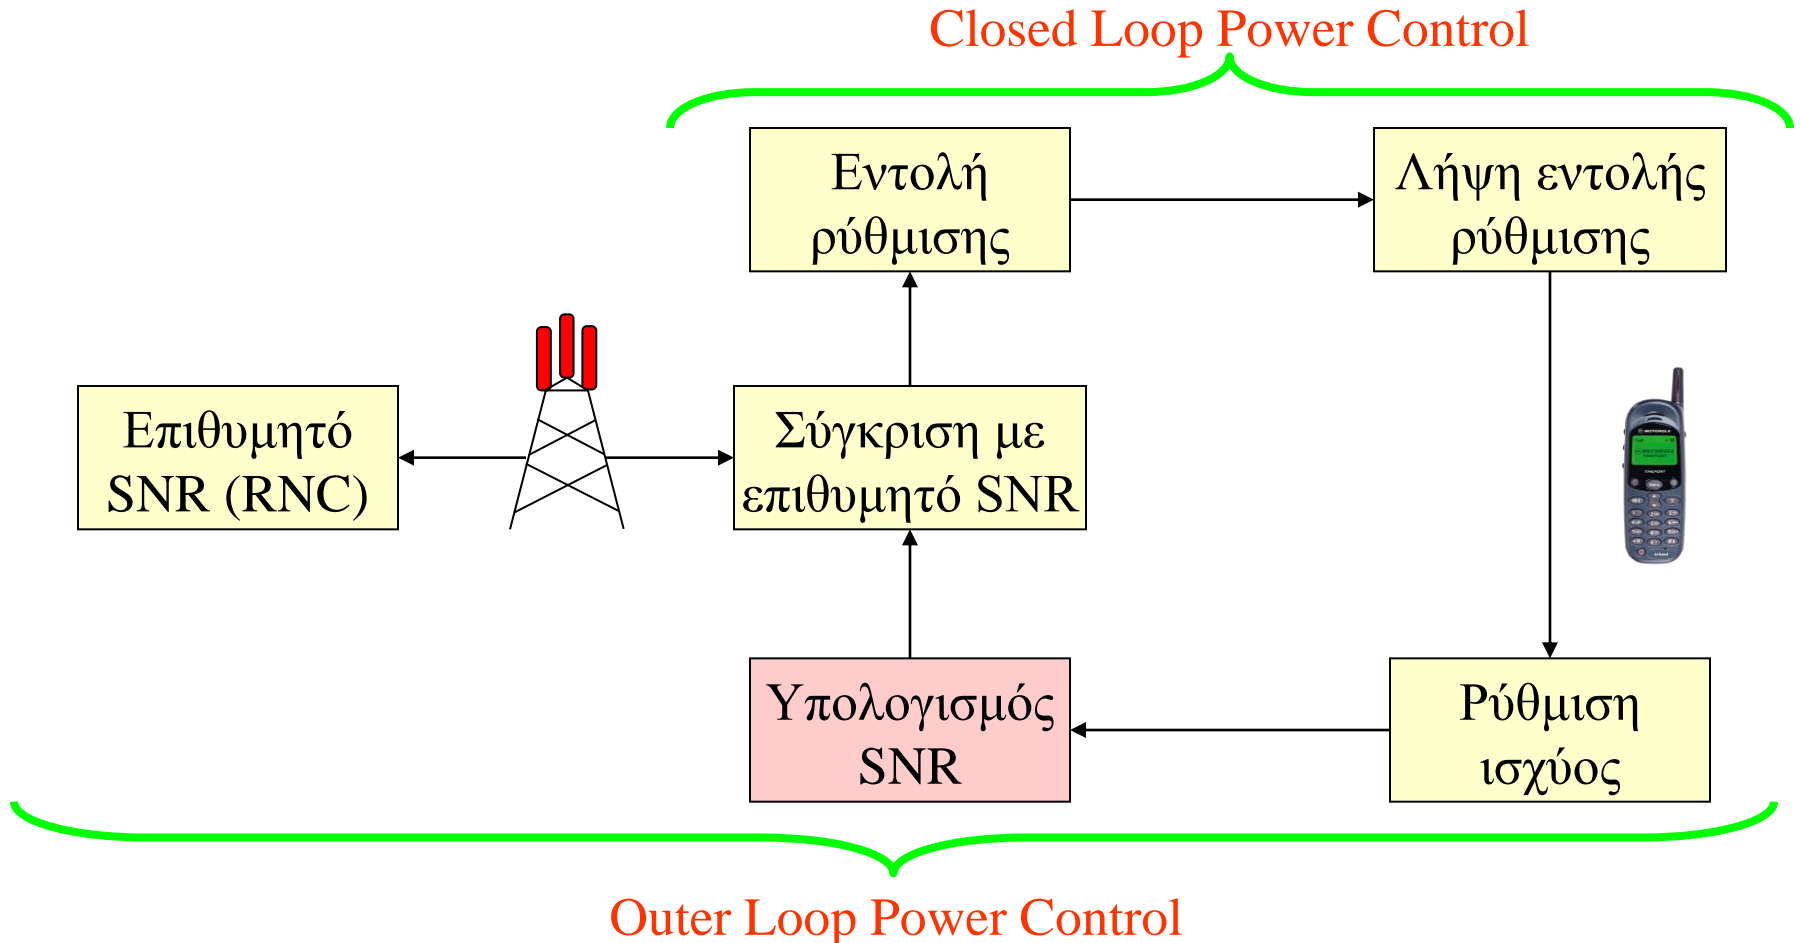 Closed Loop Power Control
Εντολή
ρύθμισης
Λήψη εντολής
ρύθμισης
Επιθυμητό
SNR (RNC)
Σύγκριση με
επιθυμητό SNR
Υπολογισμός
SNR
Ρύθμιση
ισχύος
Outer Loop Power Control